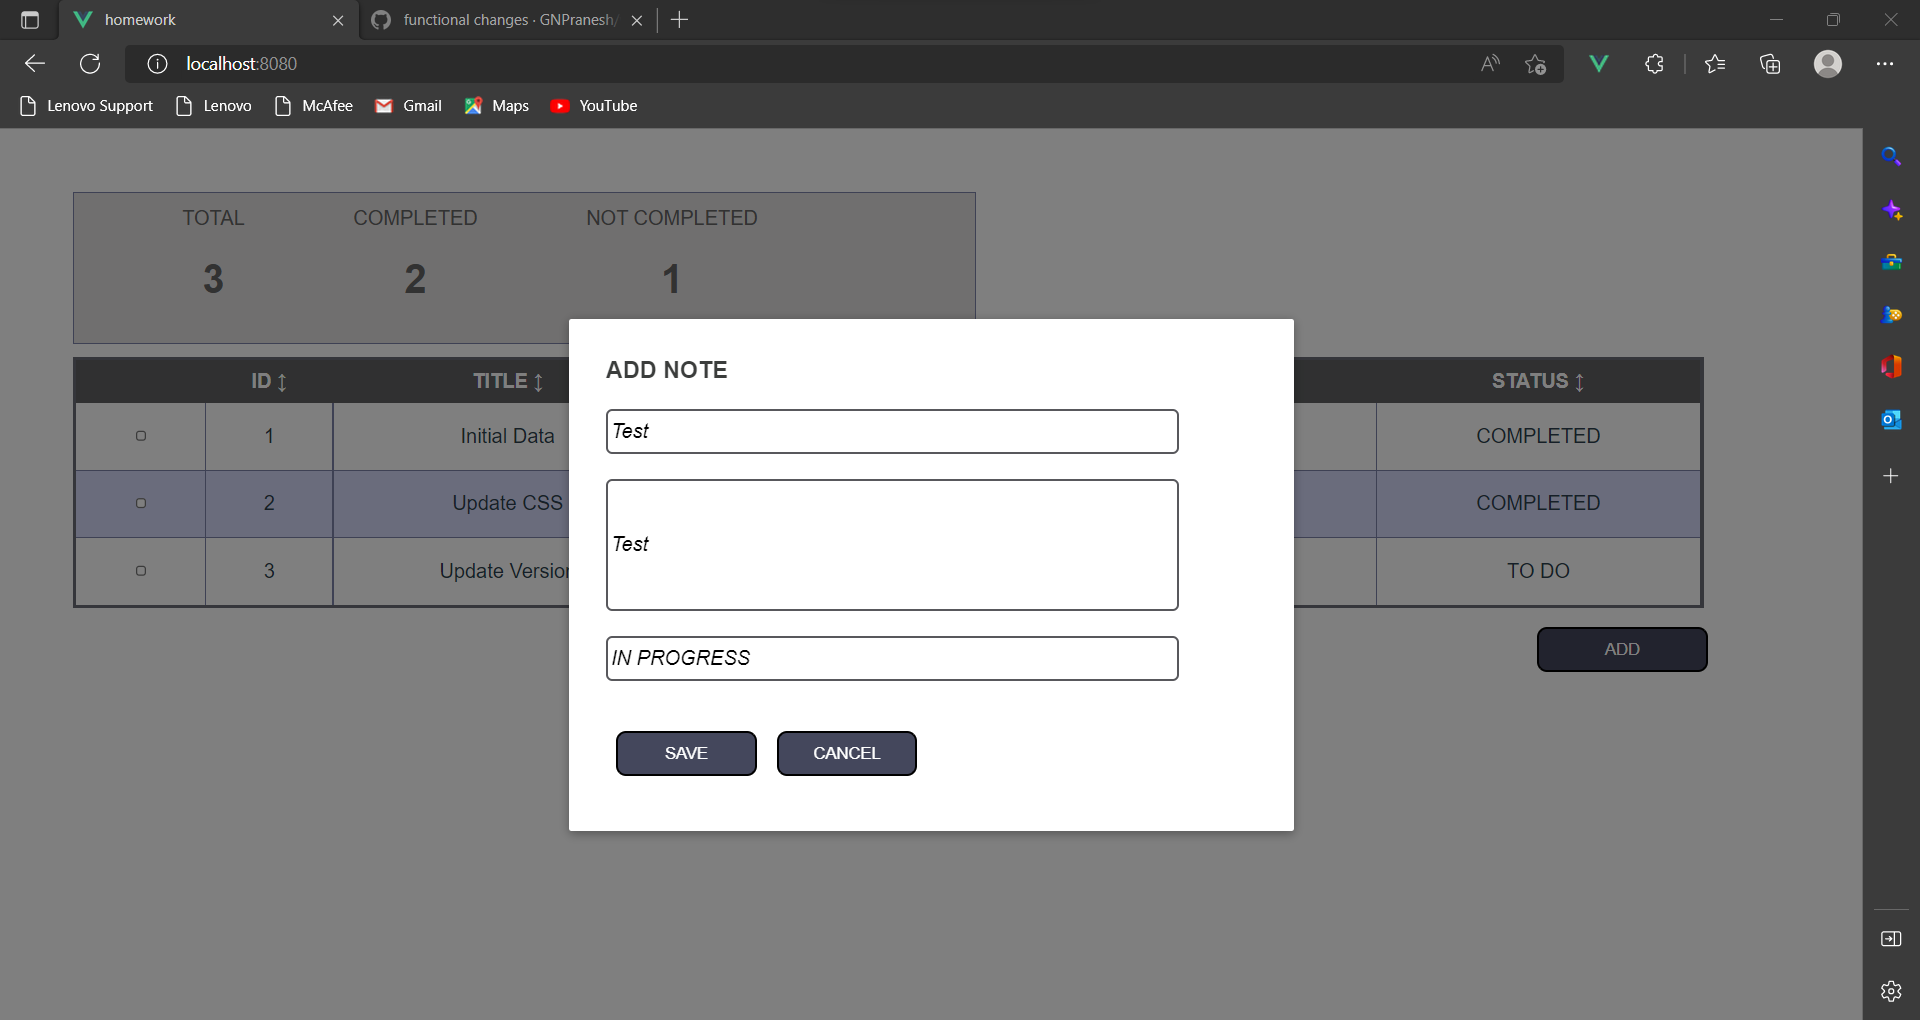 homework
functional changes · GNPranesh/
localhost:8080
Lenovo Support Lenovo McAfee Gmail Maps YouTube
TOTAL COMPLETED NOT COMPLETED
3 2 1
ADD NOTE
ID TITLE STATUS
Test
1 Initial Data COMPLETED
2 Update CSS COMPLETED
Test
3 Update Version TO DO
IN PROGRESS
ADD
SAVE CANCEL